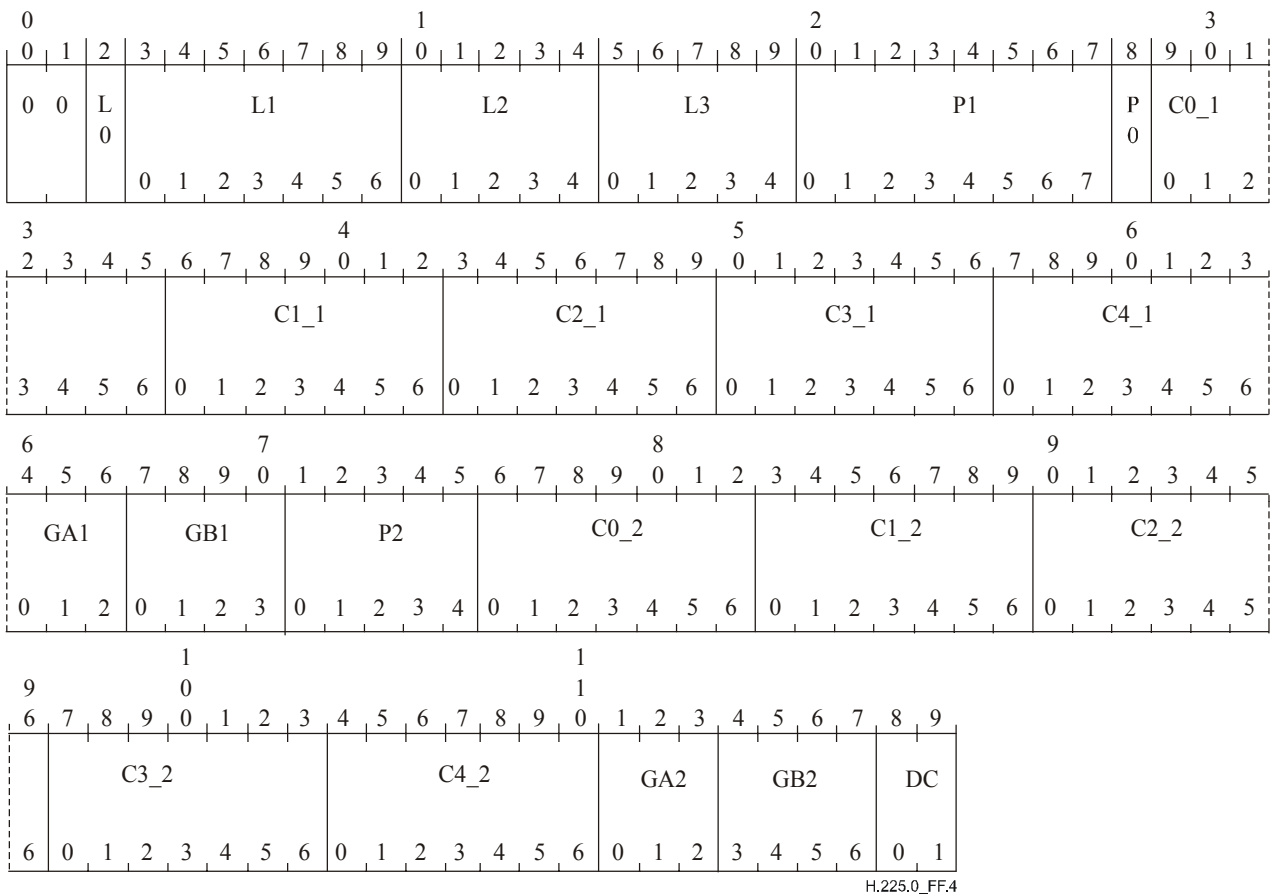 0 1 2 3
0 1 2 3 4 5 6 7 8 9 0 1 2 3 4 5 6 7 8 9 0 1 2 3 4 5 6 7 8 9 0 1
0 0 L L1 L2 L3 P1 P C0_1
0 0
0 1 2 3 4 5 6 0 1 2 3 4 0 1 2 3 4 0 1 2 3 4 5 6 7 0 1 2
3 4 5 6
2 3 4 5 6 7 8 9 0 1 2 3 4 5 6 7 8 9 0 1 2 3 4 5 6 7 8 9 0 1 2 3
C1_1 C2_1 C3_1 C4_1
3 4 5 6 0 1 2 3 4 5 6 0 1 2 3 4 5 6 0 1 2 3 4 5 6 0 1 2 3 4 5 6
6 7 8 9
4 5 6 7 8 9 0 1 2 3 4 5 6 7 8 9 0 1 2 3 4 5 6 7 8 9 0 1 2 3 4 5
GA1 GB1 P2 C0_2 C1_2 C2_2
0 1 2 0 1 2 3 0 1 2 3 4 0 1 2 3 4 5 6 0 1 2 3 4 5 6 0 1 2 3 4 5
1 1
9 0 1
6 7 8 9 0 1 2 3 4 5 6 7 8 9 0 1 2 3 4 5 6 7 8 9
C3_2 C4_2 GA2 GB2 DC
6 0 1 2 3 4 5 6 0 1 2 3 4 5 6 0 1 2 3 4 5 6 0 1
H.225.0_FF.4